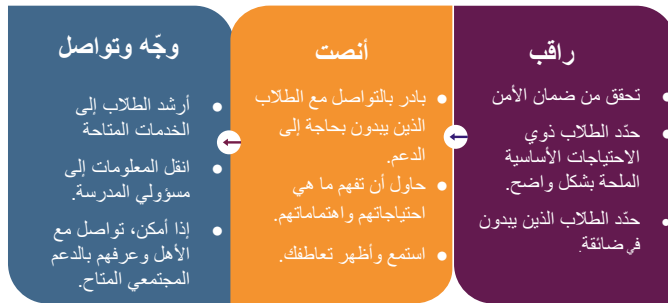 راقب
تحقق من ضمان الأمن
حدّد الطلاب ذوي
الاحتياجات الأساسية
الملحة بشكل واضح.
حدّد الطلاب الذين يبدون
في ضائقة.
أنصت
بادر بالتواصل مع الطلاب
الذين يبدون بحاجة إلى
الدعم.
حاول أن تفهم ما هي
احتياجاتهم واهتماماتهم.
استمع وأظهر تعاطفك.
وجّه وتواصل
أرشد الطلاب إلى
الخدمات المتاحة
انقل المعلومات إلى
مسؤولي المدرسة.
إذا أمكن، تواصل مع
الأهل وعرفهم بالدعم
المجتمعي المتاح.